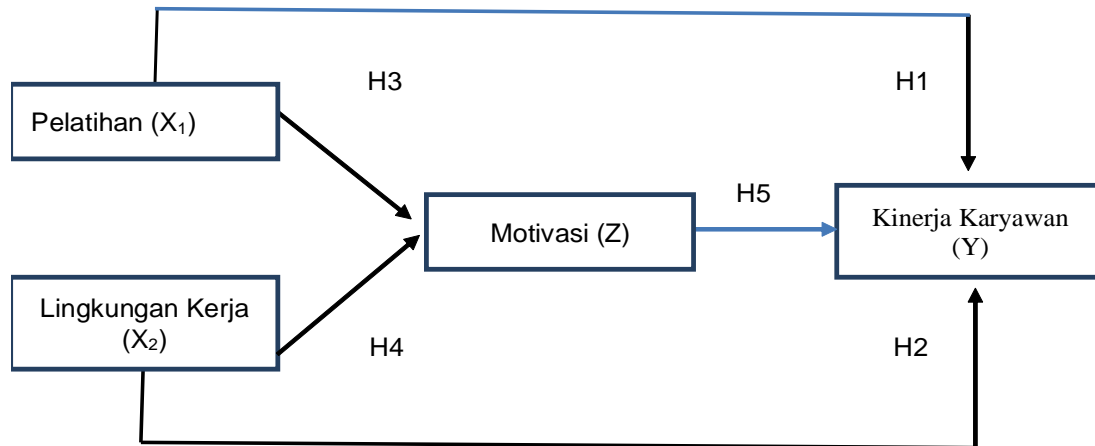 H3
H1
Pelatihan (X₁)
H5
Motivasi (Z)
Kinerja Karyawan
(Y)
Lingkungan Kerja
(X₂)
H4
H2